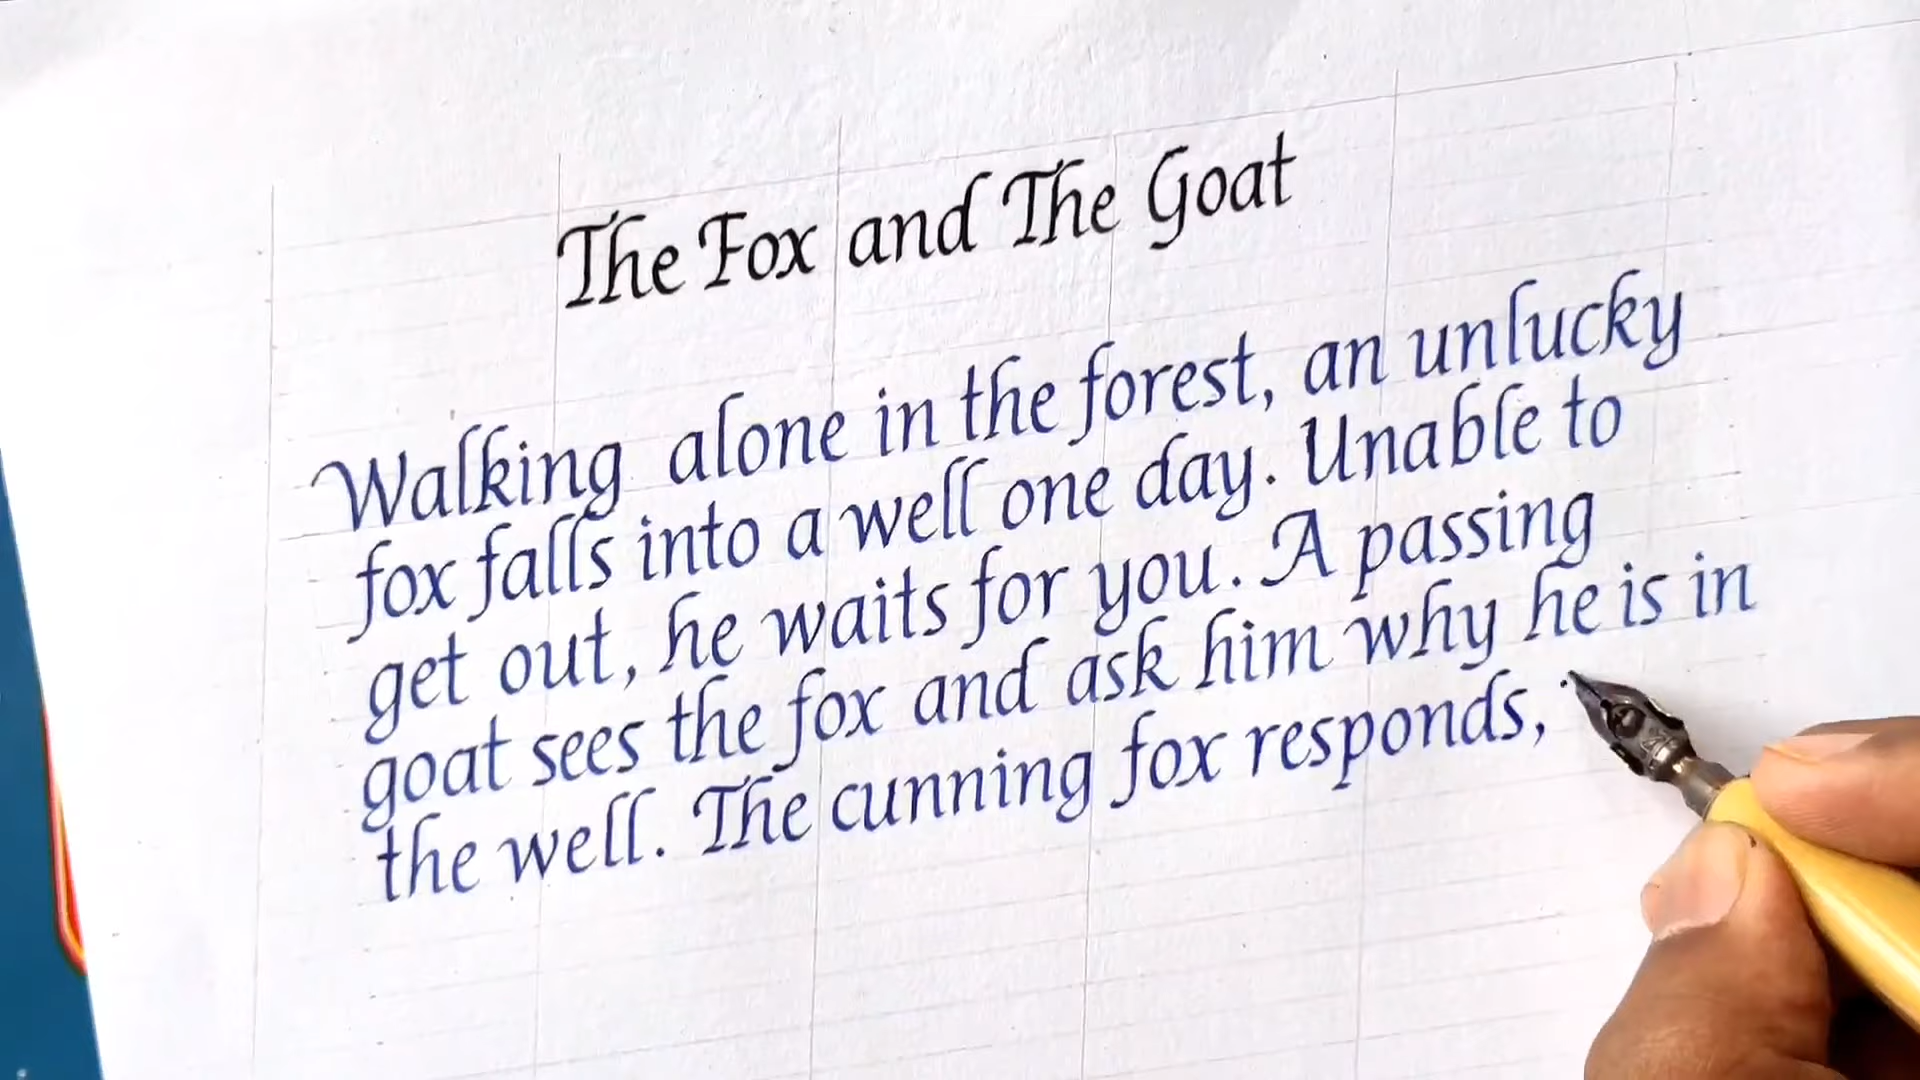 The Fox and The Goat
Walking alone in the forest, an unlucky
fox falls into a well one day. Unable to
get out, he waits for you. A passing
goat sees the fox and ask him why he is in
the well. The cunning fox responds,